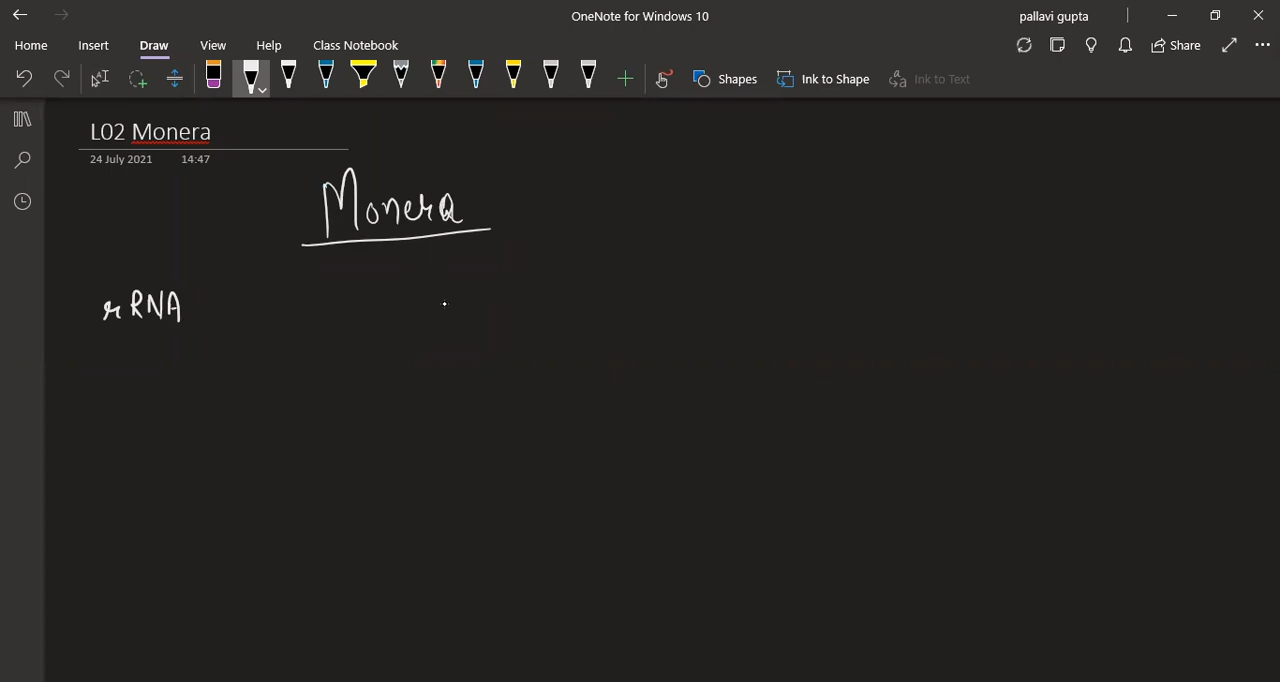 OneNote for Windows 10
pallavi gupta
Home Insert Draw View Help Class Notebook
Share
Shapes Ink to Shape Ink to Text
L02 Monera
24 July 2021 14:47
Monera
rRNA